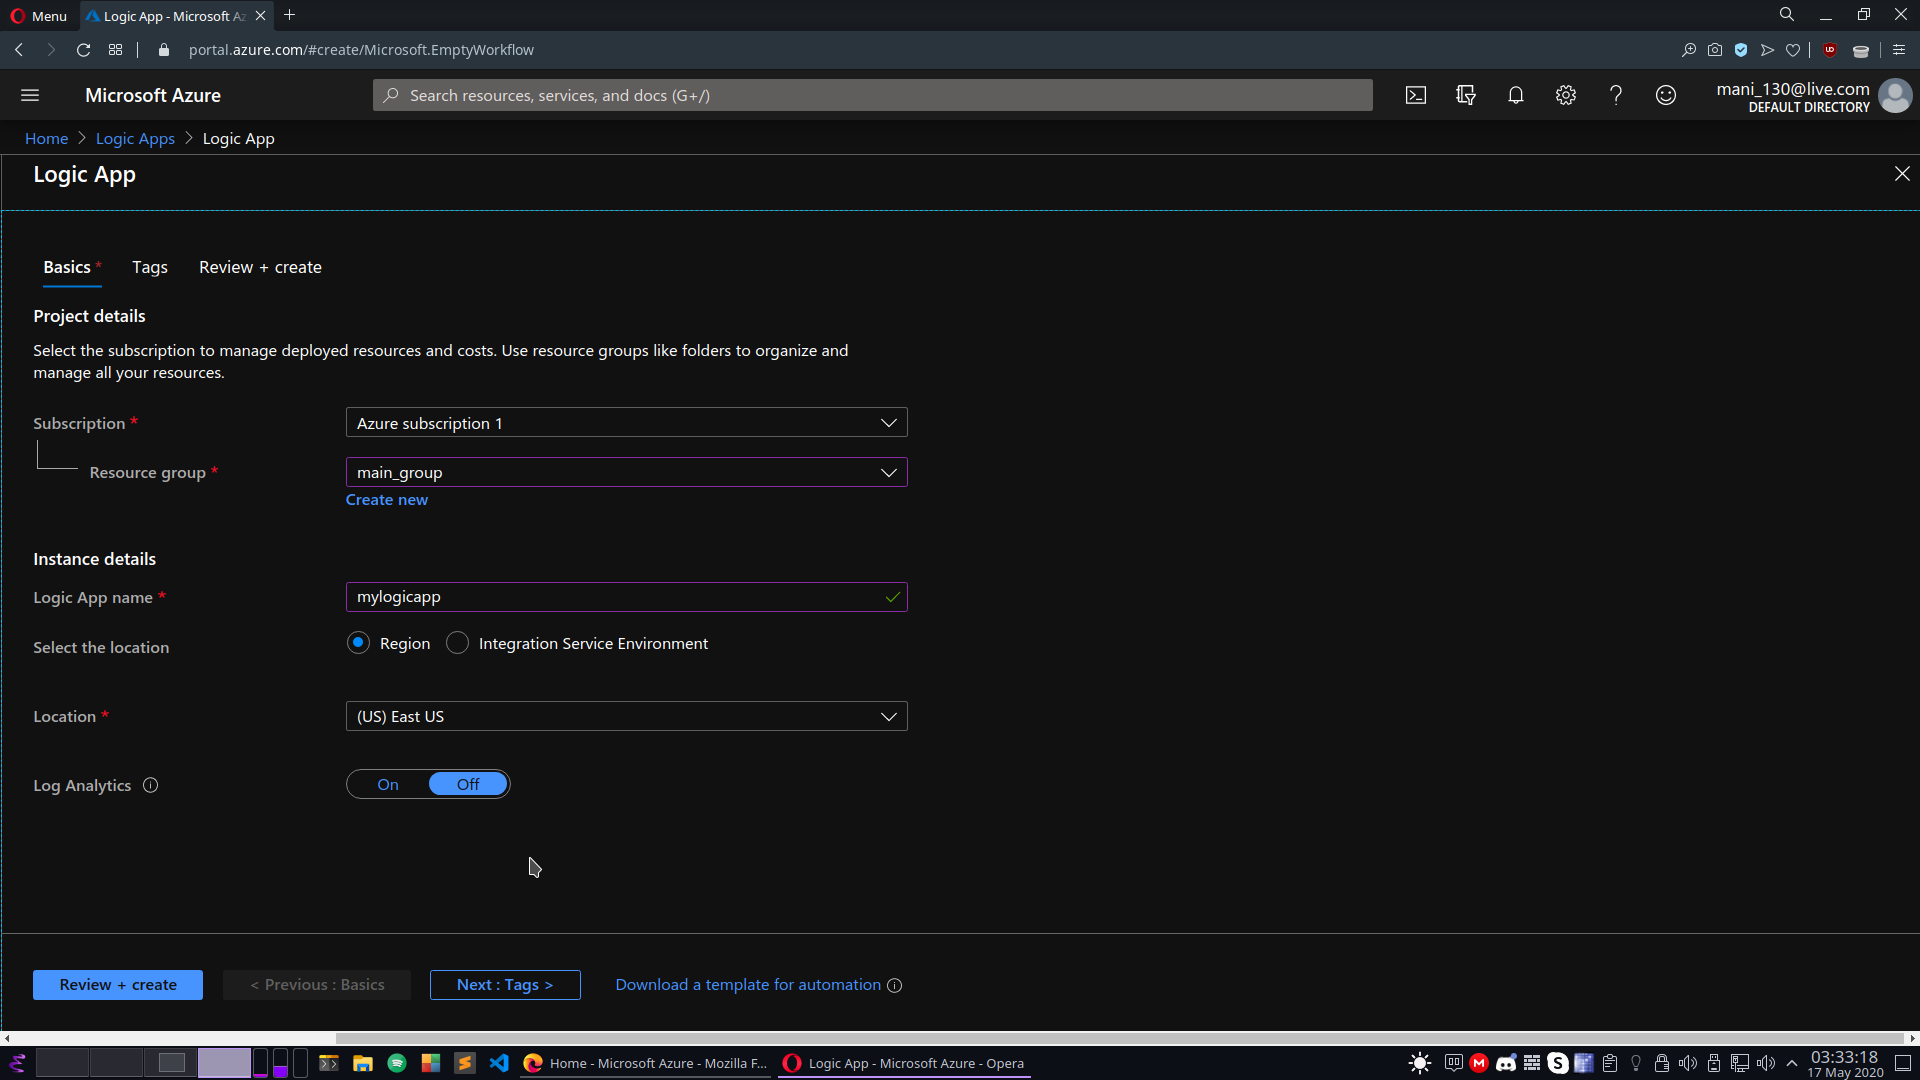 Menu
Logic App - Microsoft Az
portal.azure.com/#create/Microsoft.EmptyWorkflow
Microsoft Azure
Search resources, services, and docs (G+/)
mani_130@live.com
DEFAULT DIRECTORY
Home > Logic Apps > Logic App
Logic App
Basics * Tags Review + create
Project details
Select the subscription to manage deployed resources and costs. Use resource groups like folders to organize and
manage all your resources.
Subscription * Azure subscription 1
Resource group * main_group
Create new
Instance details
Logic App name * mylogicapp
Select the location Region Integration Service Environment
Location * (US) East US
Log Analytics On Off
Review + create < Previous : Basics Next : Tags > Download a template for automation
Home - Microsoft Azure - Mozilla F...
Logic App - Microsoft Azure - Opera
03:33:18
17 May 2020